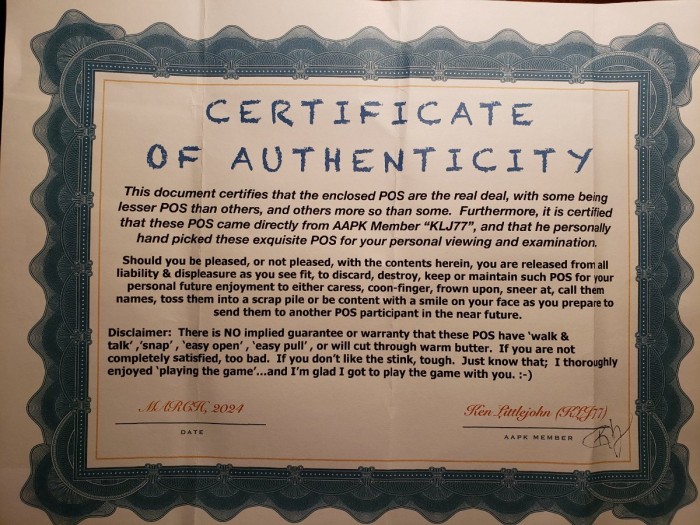 CERTIFICATE
OF AUTHENTICITY
This document certifies that the enclosed POS are the real deal, with some being
lesser POS than others, and others more so than some. Furthermore, it is certified
that these POS came directly from AAPK Member “KLJ77”, and that he personally
hand picked these exquisite POS for your personal viewing and examination.
Should you be pleased, or not pleased, with the contents herein, you are released from all
liability & displeasure as you see fit, to discard, destroy, keep or maintain such POS for your
personal future enjoyment to either caress, coon-finger, frown upon, sneer at, call them
names, toss them into a scrap pile or be content with a smile on your face as you prepare to
send them to another POS participant in the near future.
Disclaimer: There is NO implied guarantee or warranty that these POS have ‘walk &
talk’ ,‘snap’ , ‘easy open’ , ‘easy pull’ , or will cut through warm butter. If you are not
completely satisfied, too bad. If you don’t like the stink, tough. Just know that; I thoroughly
enjoyed ‘playing the game’...and I’m glad I got to play the game with you. :-)
MARCH, 2024
Ken Littlejohn (KLJ77)
DATE
AAPK MEMBER